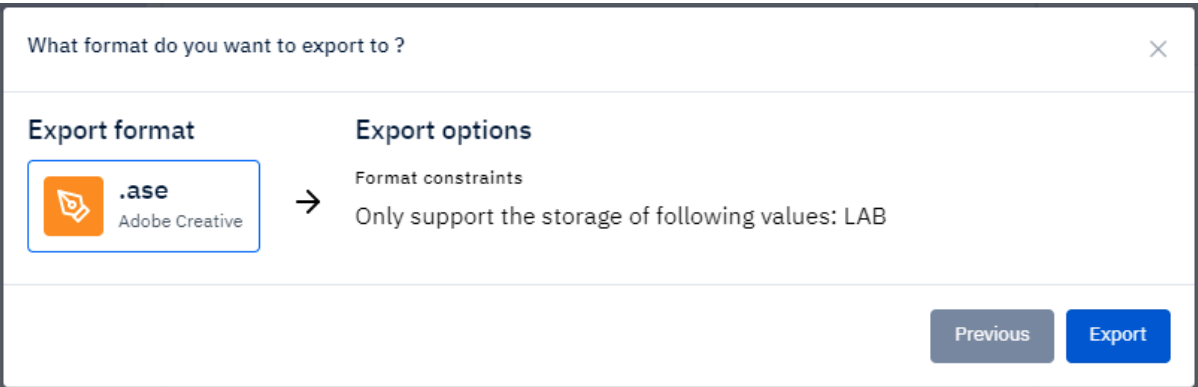 What format do you want to export to ?
Export format
.ase
Adobe Creative
Export options
Format constraints
Only support the storage of following values: LAB
Previous
Export